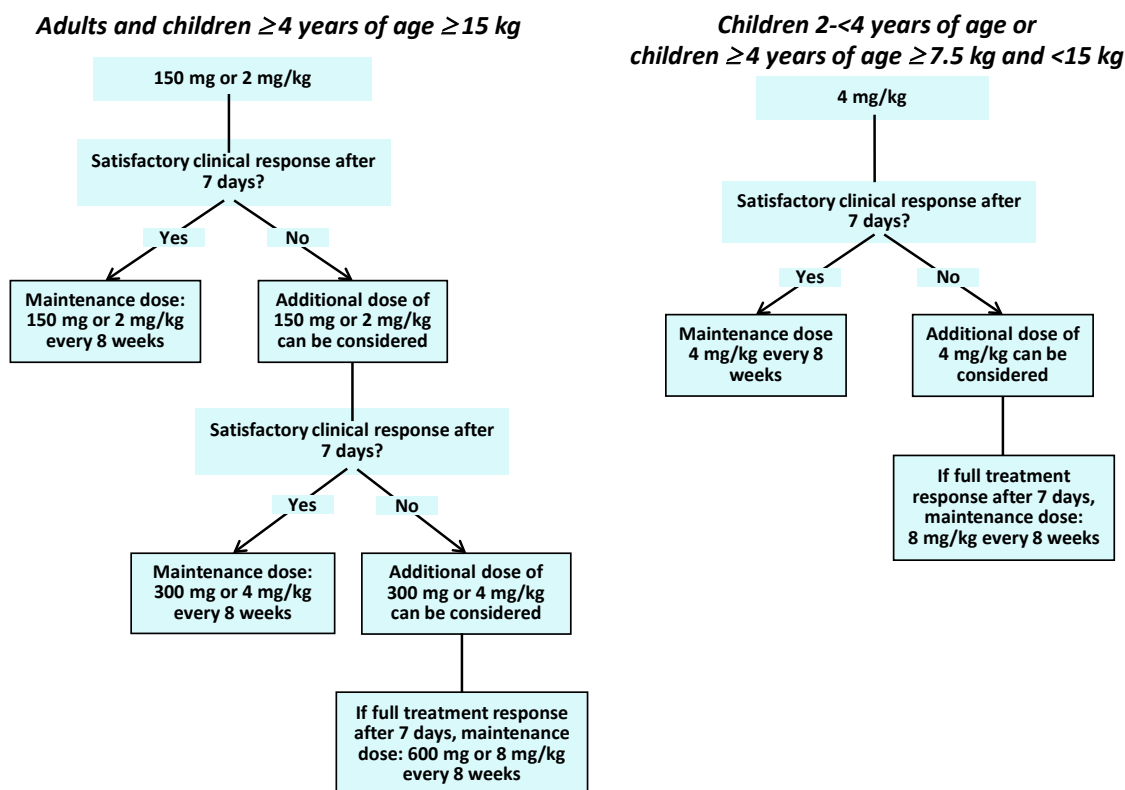 Adults and children ≥4 years of age ≥15 kg
150 mg or 2 mg/kg
Satisfactory clinical response after
7 days?
Yes
No
Maintenance dose:
150 mg or 2 mg/kg
every 8 weeks
Additional dose of
150 mg or 2 mg/kg
can be considered
Satisfactory clinical response after
7 days?
Yes
No
Maintenance dose:
300 mg or 4 mg/kg
every 8 weeks
Additional dose of
300 mg or 4 mg/kg
can be considered
If full treatment response
after 7 days, maintenance
dose: 600 mg or 8 mg/kg
every 8 weeks
Children 2-<4 years of age or
children ≥4 years of age ≥7.5 kg and <15 kg
4 mg/kg
Satisfactory clinical response after
7 days?
Yes
No
Maintenance dose
4 mg/kg every 8
weeks
Additional dose of
4 mg/kg can be
considered
If full treatment
response after 7 days,
maintenance dose:
8 mg/kg every 8 weeks